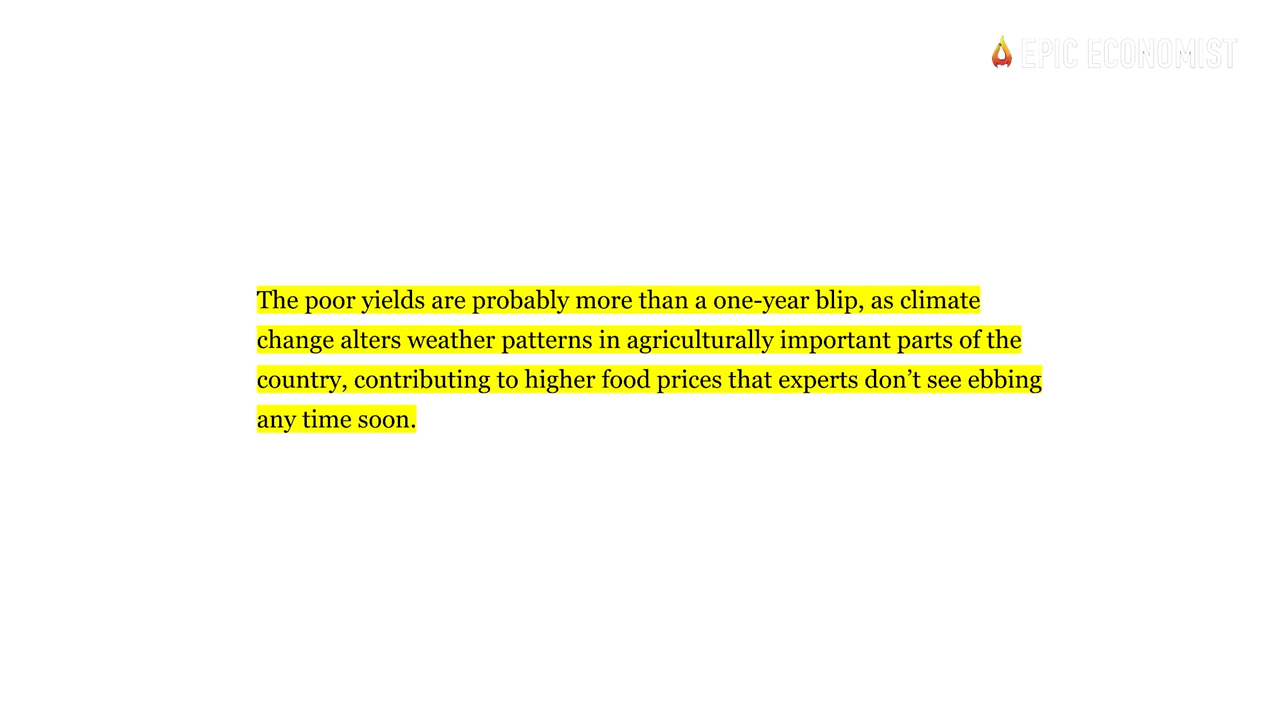 EPIC ECONOMIST
The poor yields are probably more than a one-year blip, as climate
change alters weather patterns in agriculturally important parts of the
country, contributing to higher food prices that experts don’t see ebbing
any time soon.